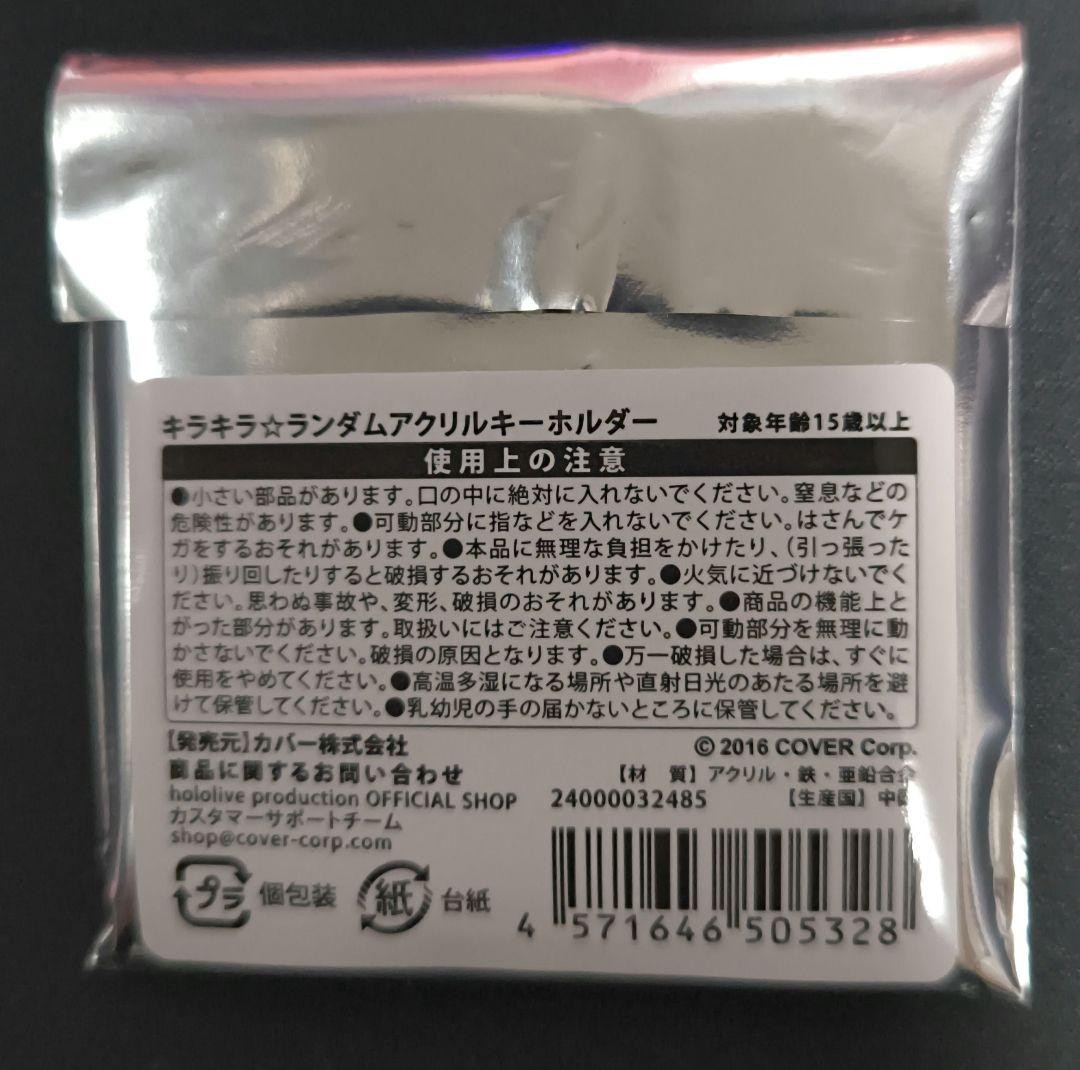 キラキラ☆ランダムアクリルキーホルダー 対象年齢15歳以上
使用上の注意
●小さい部品があります。口の中に絶対に入れないでください。窒息などの
危険性があります。●可動部分に指などを入れないでください。はさんでケ
ガをするおそれがあります。●本品に無理な負担をかけたり、(引っ張った
り)振り回したりすると破損するおそれがあります。●火気に近づけないでく
ださい。思わぬ事故や、変形、破損のおそれがあります。●商品の機能上と
がった部分があります。取扱いにはご注意ください。●可動部分を無理に動
かさないでください。破損の原因となります。●万一破損した場合は、すぐに
使用をやめてください。●高温多湿になる場所や直射日光のあたる場所を避
けて保管してください。●乳幼児の手の届かないところに保管してください。
【発売元】カバー株式会社 © 2016 COVER Corp.
商品に関するお問い合わせ 【材 質】アクリル・鉄・亜鉛合金
hololive production OFFICIAL SHOP 24000032485 【生産国】中国
カスタマーサポートチーム
shop@cover-corp.com
プラ 個包装 紙 台紙
4 571646 505328